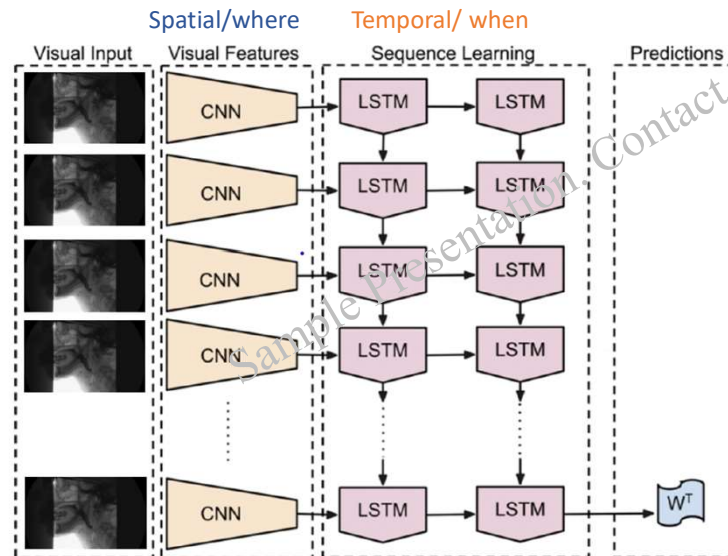 Spatial/where Temporal/ when
Visual Input Visual Features Sequence Learning Predictions
CNN LSTM LSTM
CNN LSTM LSTM
CNN LSTM LSTM
CNN LSTM LSTM
CNN LSTM LSTM Wᵀ
Sample Presentation. Contact